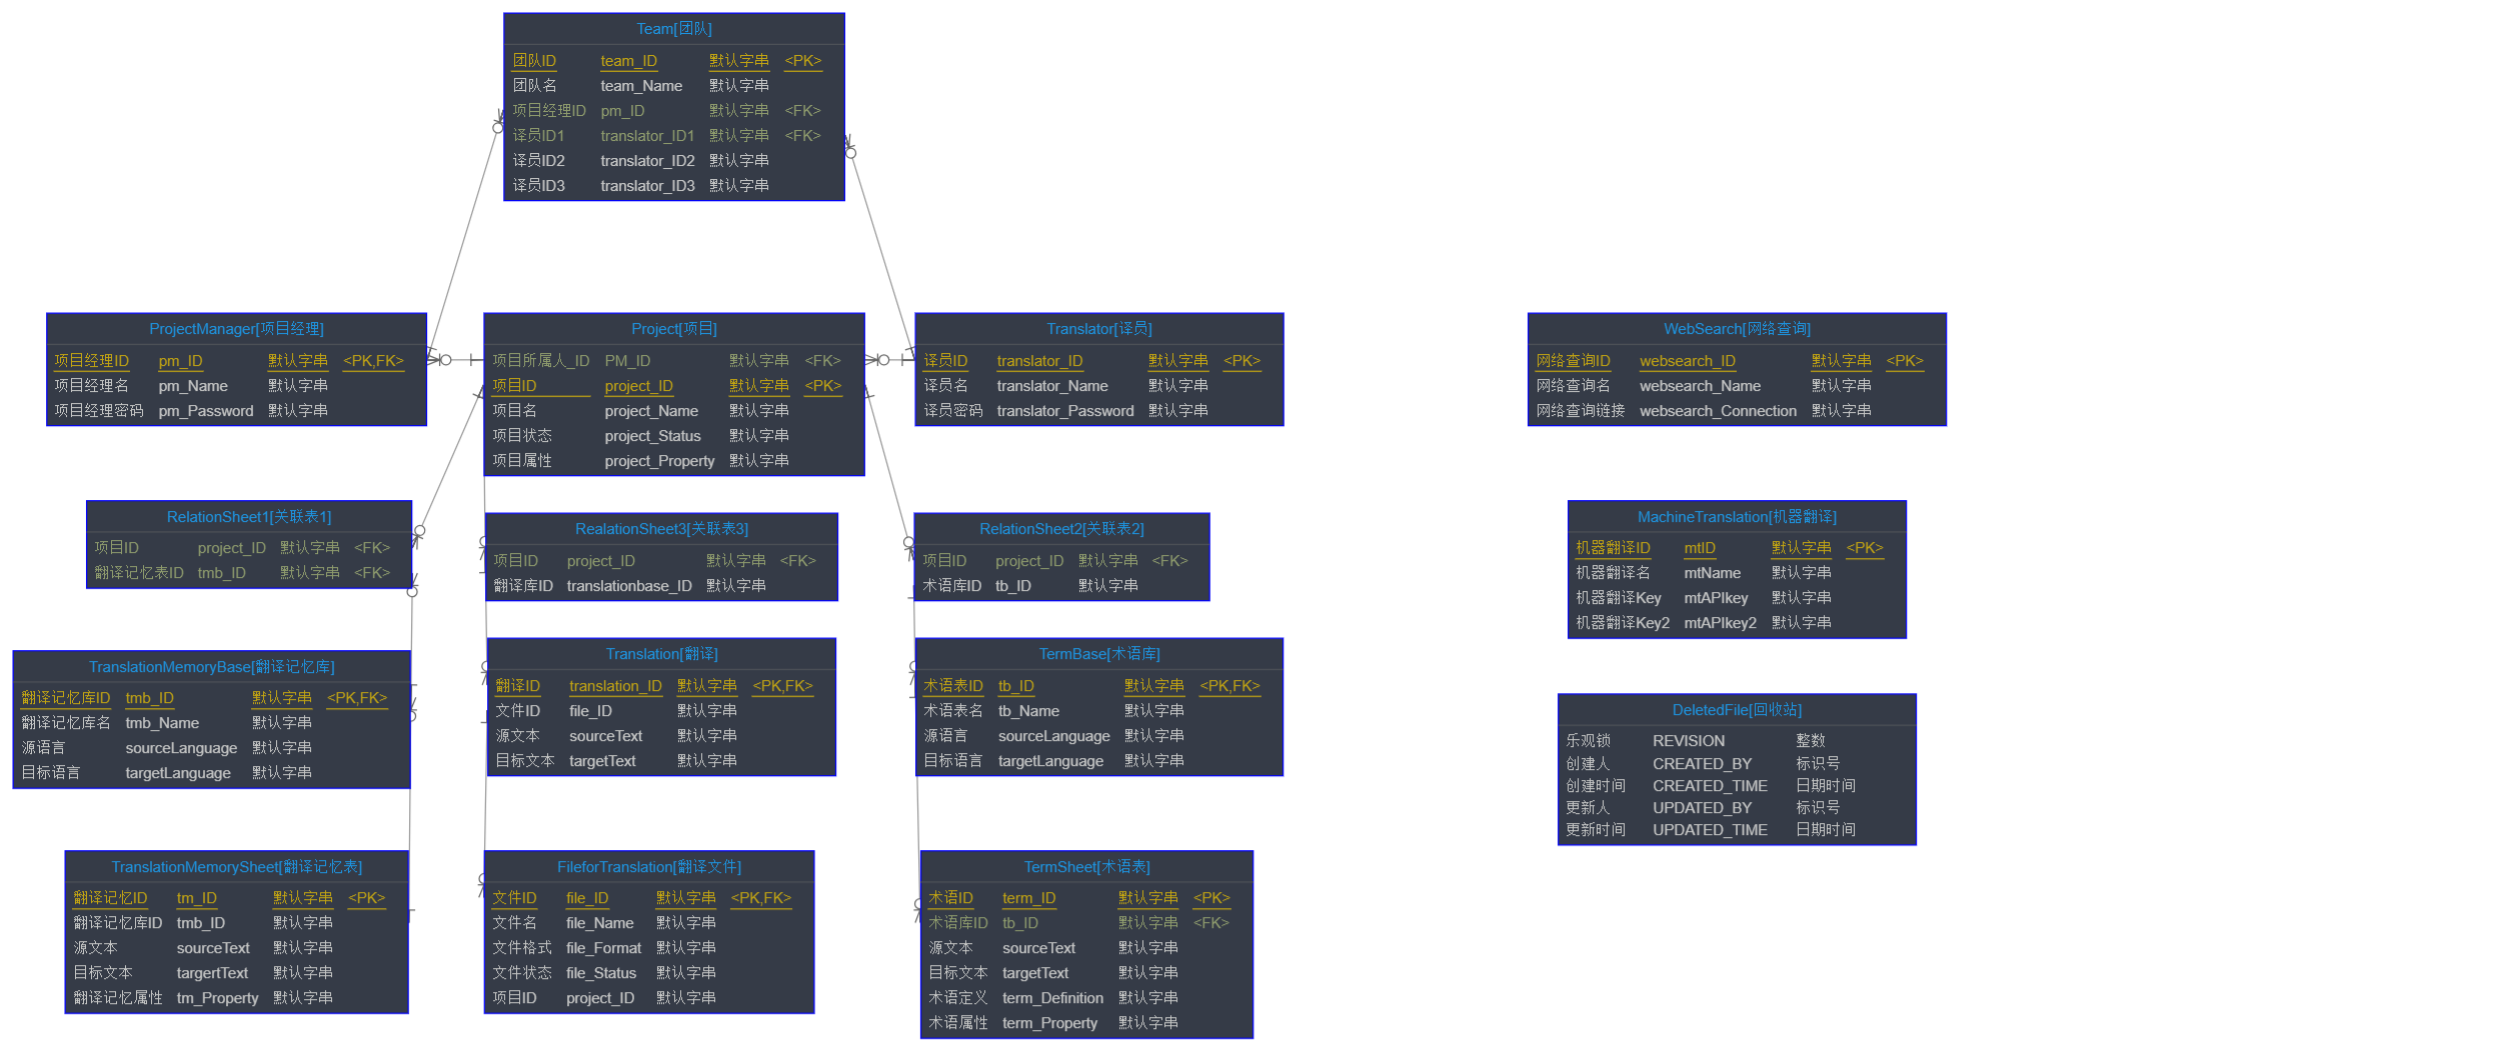 Team[团队]
团队ID team_ID 默认字串 <PK>
团队名 team_Name 默认字串
项目经理ID pm_ID 默认字串 <FK>
译员ID1 translator_ID1 默认字串 <FK>
译员ID2 translator_ID2 默认字串
译员ID3 translator_ID3 默认字串
ProjectManager[项目经理]
项目经理ID pm_ID 默认字串 <PK,FK>
项目经理名 pm_Name 默认字串
项目经理密码 pm_Password 默认字串
Project[项目]
项目所属人_ID PM_ID 默认字串 <FK>
项目ID project_ID 默认字串 <PK>
项目名 project_Name 默认字串
项目状态 project_Status 默认字串
项目属性 project_Property 默认字串
Translator[译员]
译员ID translator_ID 默认字串 <PK>
译员名 translator_Name 默认字串
译员密码 translator_Password 默认字串
WebSearch[网络查询]
网络查询ID websearch_ID 默认字串 <PK>
网络查询名 websearch_Name 默认字串
网络查询链接 websearch_Connection 默认字串
RelationSheet1[关联表1]
项目ID project_ID 默认字串 <FK>
翻译记忆表ID tmb_ID 默认字串 <FK>
RealationSheet3[关联表3]
项目ID project_ID 默认字串 <FK>
翻译库ID translationbase_ID 默认字串
RelationSheet2[关联表2]
项目ID project_ID 默认字串 <FK>
术语库ID tb_ID 默认字串
MachineTranslation[机器翻译]
机器翻译ID mtID 默认字串 <PK>
机器翻译名 mtName 默认字串
机器翻译Key mtAPIkey 默认字串
机器翻译Key2 mtAPIkey2 默认字串
TranslationMemoryBase[翻译记忆库]
翻译记忆库ID tmb_ID 默认字串 <PK,FK>
翻译记忆库名 tmb_Name 默认字串
源语言 sourceLanguage 默认字串
目标语言 targetLanguage 默认字串
Translation[翻译]
翻译ID translation_ID 默认字串 <PK,FK>
文件ID file_ID 默认字串
源文本 sourceText 默认字串
目标文本 targetText 默认字串
TermBase[术语库]
术语表ID tb_ID 默认字串 <PK,FK>
术语表名 tb_Name 默认字串
源语言 sourceLanguage 默认字串
目标语言 targetLanguage 默认字串
DeletedFile[回收站]
乐观锁 REVISION 整数
创建人 CREATED_BY 标识号
创建时间 CREATED_TIME 日期时间
更新人 UPDATED_BY 标识号
更新时间 UPDATED_TIME 日期时间
TranslationMemorySheet[翻译记忆表]
翻译记忆ID tm_ID 默认字串 <PK>
翻译记忆库ID tmb_ID 默认字串
源文本 sourceText 默认字串
目标文本 targertText 默认字串
翻译记忆属性 tm_Property 默认字串
FileforTranslation[翻译文件]
文件ID file_ID 默认字串 <PK,FK>
文件名 file_Name 默认字串
文件格式 file_Format 默认字串
文件状态 file_Status 默认字串
项目ID project_ID 默认字串
TermSheet[术语表]
术语ID term_ID 默认字串 <PK>
术语库ID tb_ID 默认字串 <FK>
源文本 sourceText 默认字串
目标文本 targetText 默认字串
术语定义 term_Definition 默认字串
术语属性 term_Property 默认字串